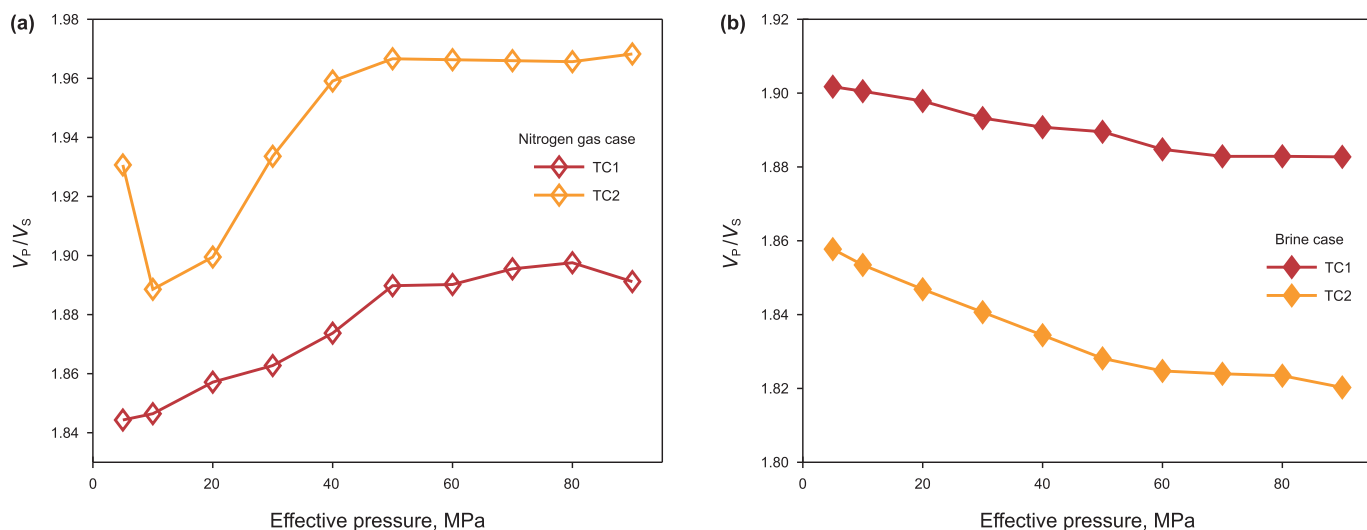 (a)
1.98
1.96
1.94
1.92
1.90
1.88
1.86
1.84
VP/VS
0
20
40
60
80
Effective pressure, MPa
Nitrogen gas case
TC1
TC2
(b)
1.92
1.90
1.88
1.86
1.84
1.82
1.80
VP/VS
0
20
40
60
80
Effective pressure, MPa
Brine case
TC1
TC2